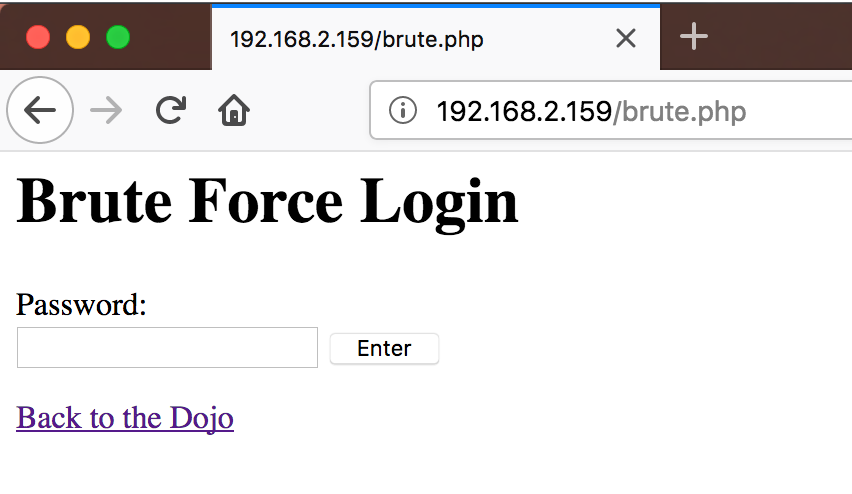 192.168.2.159/brute.php
192.168.2.159/brute.php
Brute Force Login
Password:
Enter
Back to the Dojo